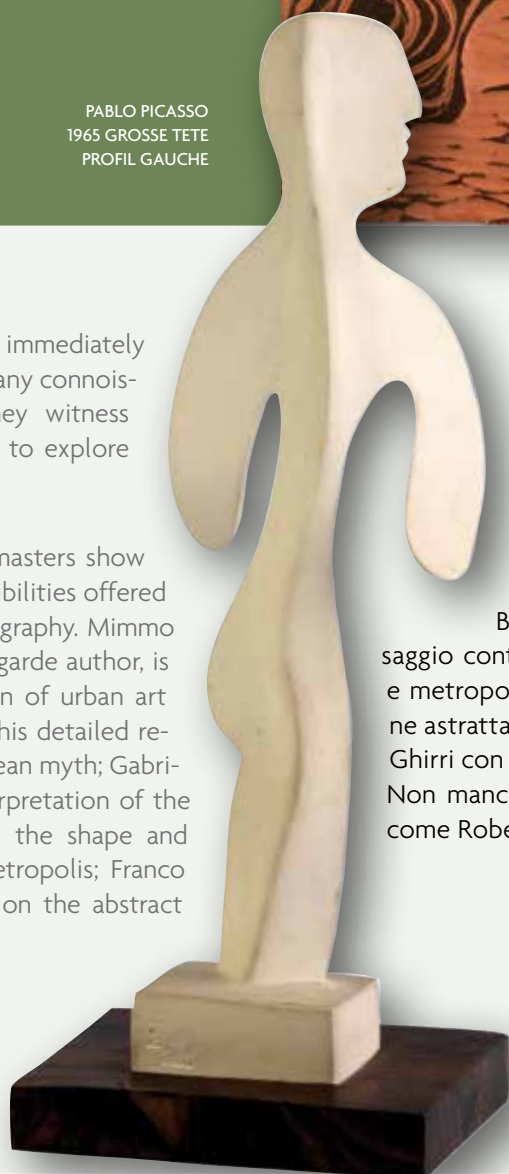 PABLO PICASSO
1965 GROSSE TETE
PROFIL GAUCHE
immediately
any connois-
ey witness
to explore
masters show
ibilities offered
graphy. Mimmo
garde author, is
n of urban art
his detailed re-
ean myth; Gabri-
rpretation of the
the shape and
etropolis; Franco
on the abstract
B
saggio cont
e metropo
ne astratta
Ghirri con
Non manc
come Robe